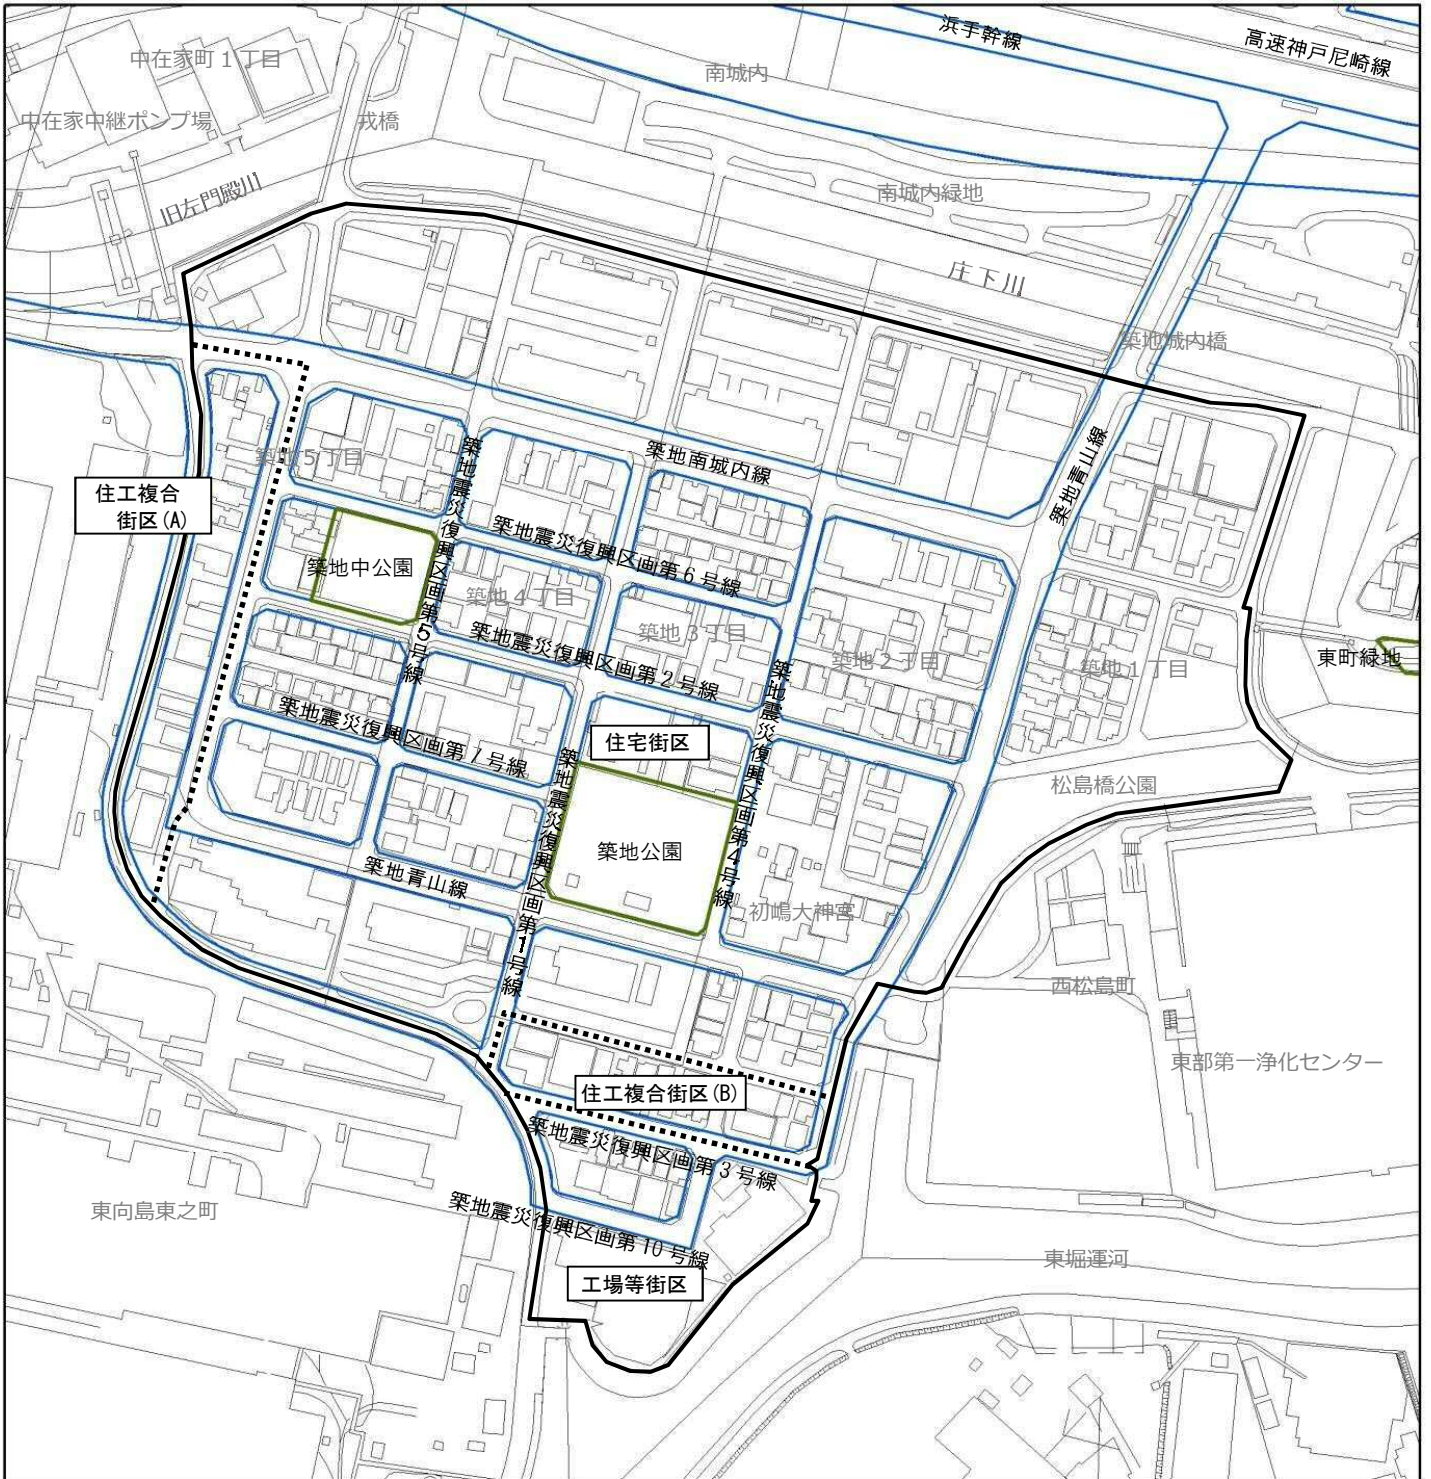 浜手幹線
高速神戸尼崎線
中在家町1丁目
南城内
中在家中継ポンプ場
戎橋
旧左門殿川
南城内緑地
庄下川
築地城内橋
築地5丁目
築地南城内線
築地青山線
住工複合
街区(A)
築地震災復興区画第5号線
築地震災復興区画第6号線
築地中公園
築地4丁目
築地3丁目
築地震災復興区画第2号線
築地2丁目
築地1丁目
東町緑地
築地震災復興区画第4号線
築地震災復興区画第7号線
住宅街区
築地震災復興区画第1号線
松島橋公園
築地公園
築地青山線
初嶋大神宮
西松島町
東部第一浄化センター
住工複合街区(B)
築地震災復興区画第3号線
東向島東之町
築地震災復興区画第10号線
東堀運河
工場等街区